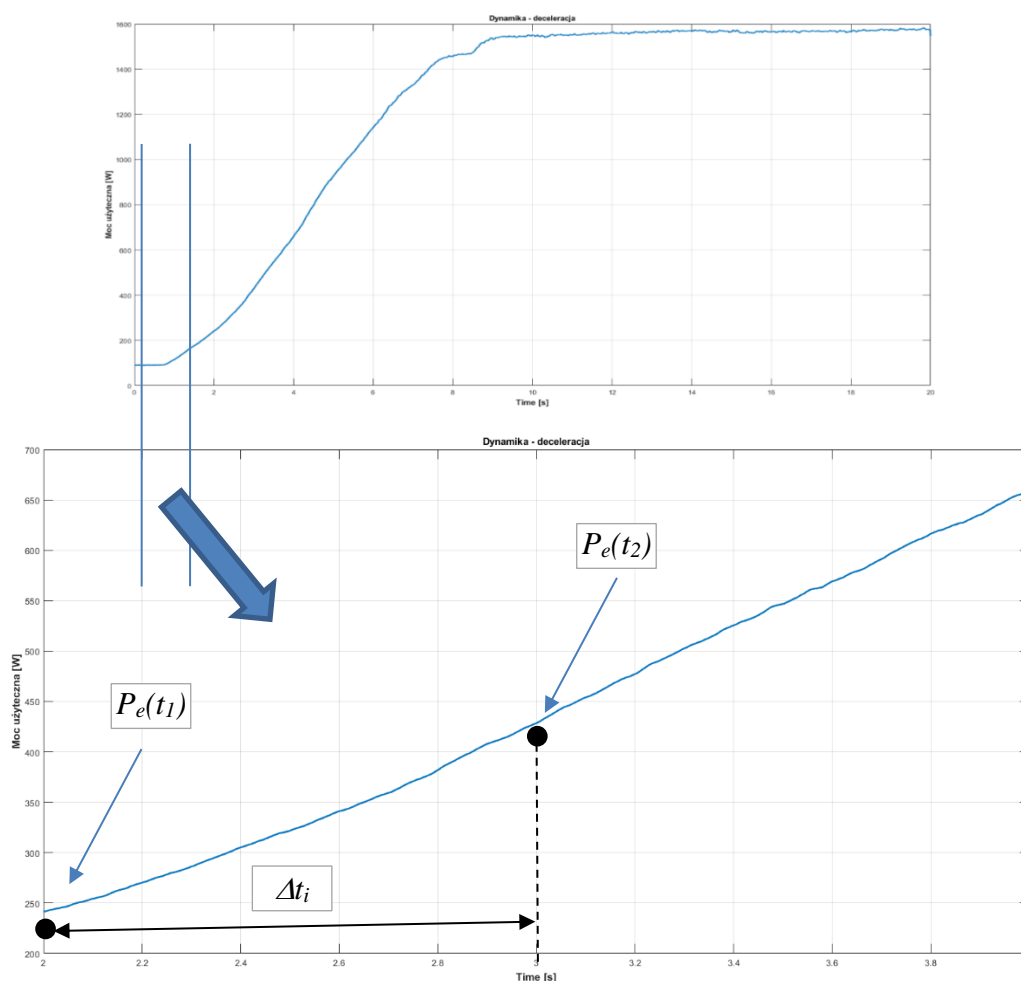 Dynamika - deceleracja
1600
1400
1200
1000
800
600
400
200
0
Moc użyteczna [W]
0 2 4 6 8 10 12 14 16 18 20
Time [s]
Dynamika - deceleracja
700
650
600
550
500
450
400
350
300
250
200
Moc użyteczna [W]
Pe(t1)
Pe(t2)
Δti
2 2.2 2.4 2.6 2.8 3 3.2 3.4 3.6 3.8
Time [s]